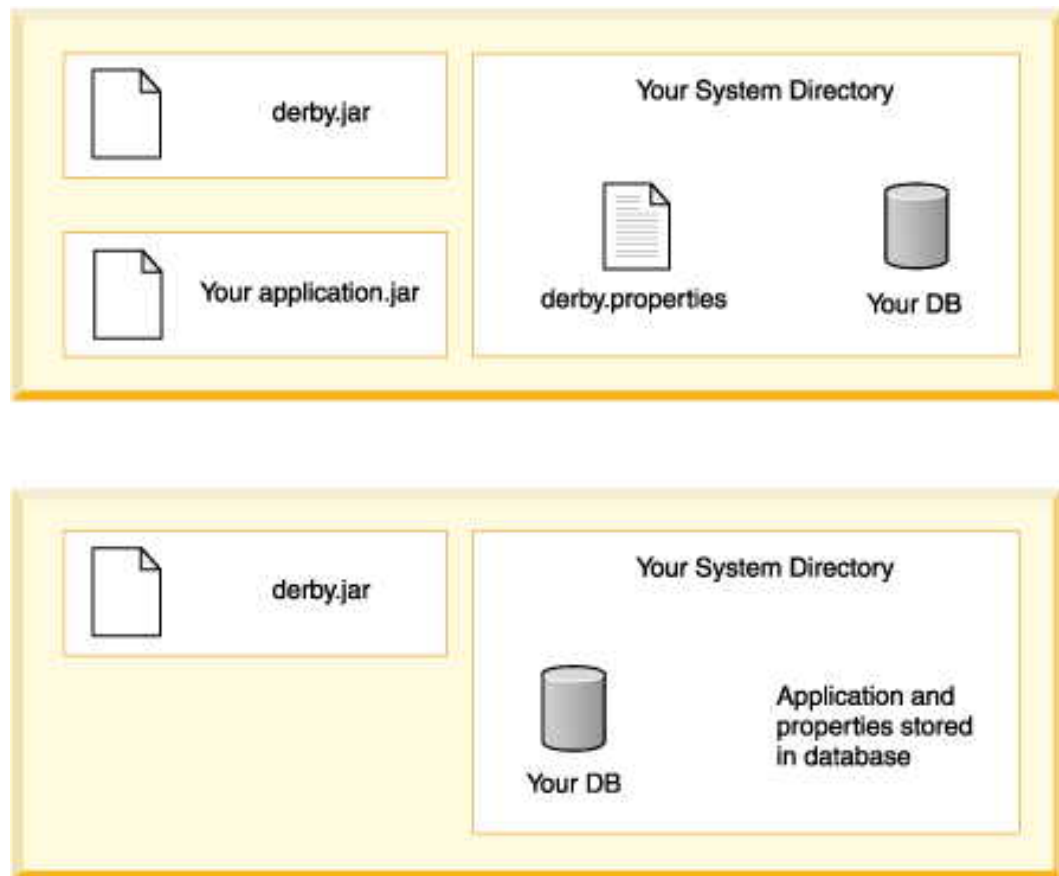 derby.jar
Your System Directory
Your application.jar
derby.properties
Your DB
derby.jar
Your System Directory
Your DB
Application and
properties stored
in database